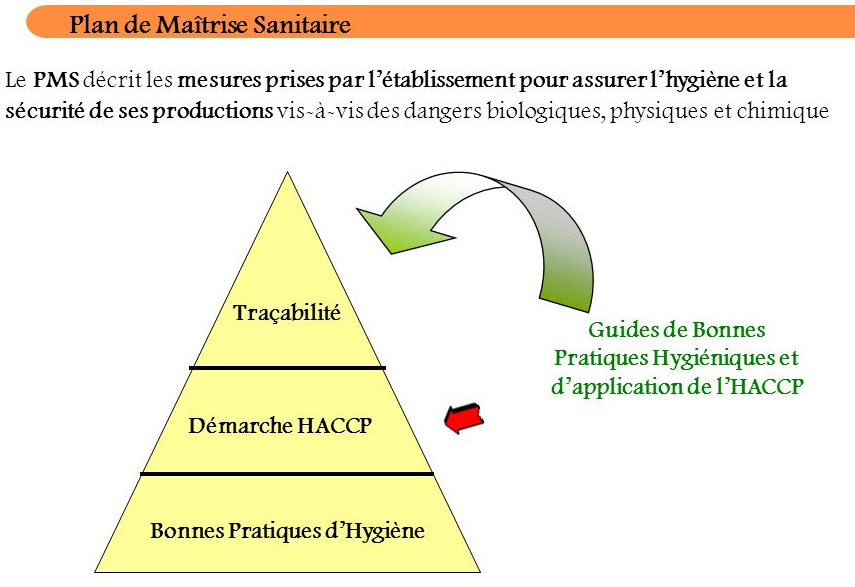 Plan de Maîtrise Sanitaire
Le PMS décrit les mesures prises par l'établissement pour assurer l'hygiène et la
sécurité de ses productions vis-à-vis des dangers biologiques, physiques et chimique
Traçabilité
Guides de Bonnes
Pratiques Hygiéniques et
d'application de l'HACCP
Démarche HACCP
Bonnes Pratiques d'Hygiène